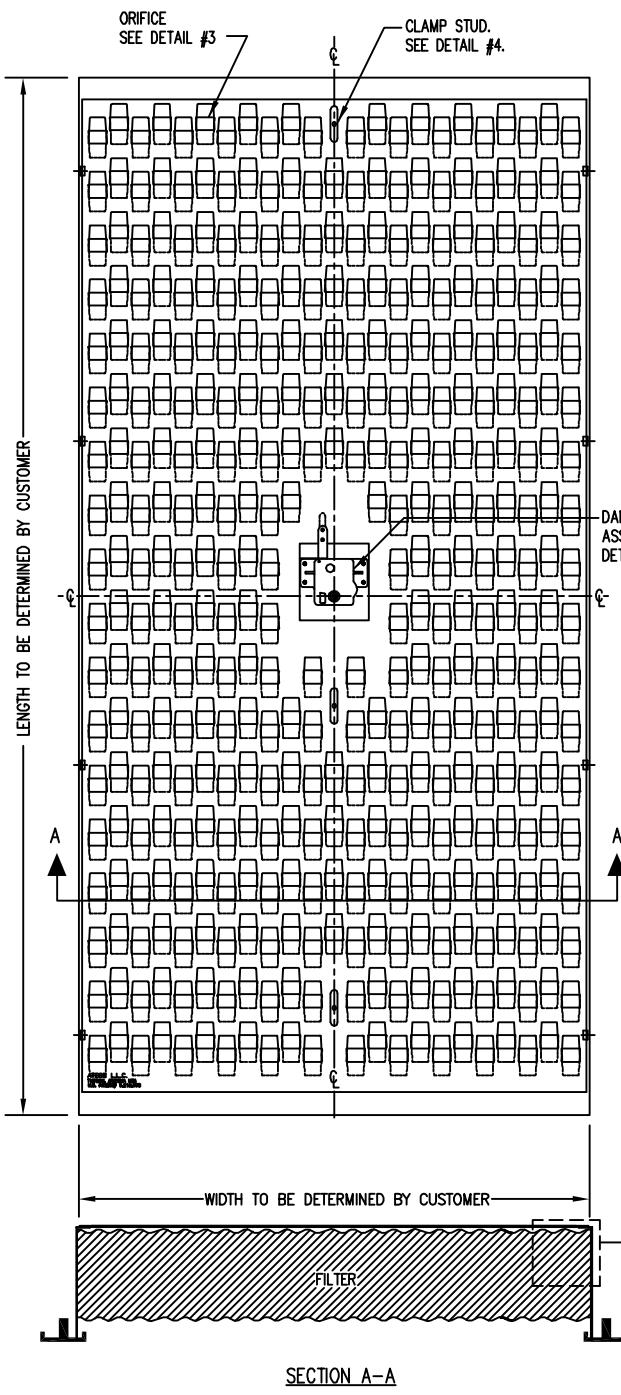 ORIFICE
SEE DETAIL #3
CLAMP STUD.
SEE DETAIL #4.
℄
LENGTH TO BE DETERMINED BY CUSTOMER
DA
ASS
DET
℄
℄
A
A
℄
WIDTH TO BE DETERMINED BY CUSTOMER
FILTER
SECTION A-A